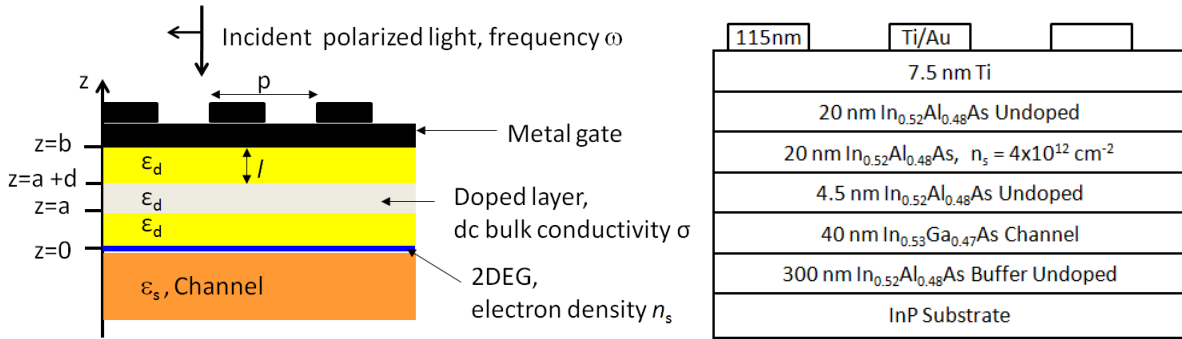 Incident polarized light, frequency ω
z
p
Metal gate
z=b
ε_d
l
z=a +d
ε_d
z=a
Doped layer,
dc bulk conductivity σ
ε_d
z=0
ε_s, Channel
2DEG,
electron density n_s
115nm
Ti/Au
7.5 nm Ti
20 nm In₀.₅₂Al₀.₄₈As Undoped
20 nm In₀.₅₂Al₀.₄₈As, n_s = 4x10¹² cm⁻²
4.5 nm In₀.₅₂Al₀.₄₈As Undoped
40 nm In₀.₅₃Ga₀.₄₇As Channel
300 nm In₀.₅₂Al₀.₄₈As Buffer Undoped
InP Substrate